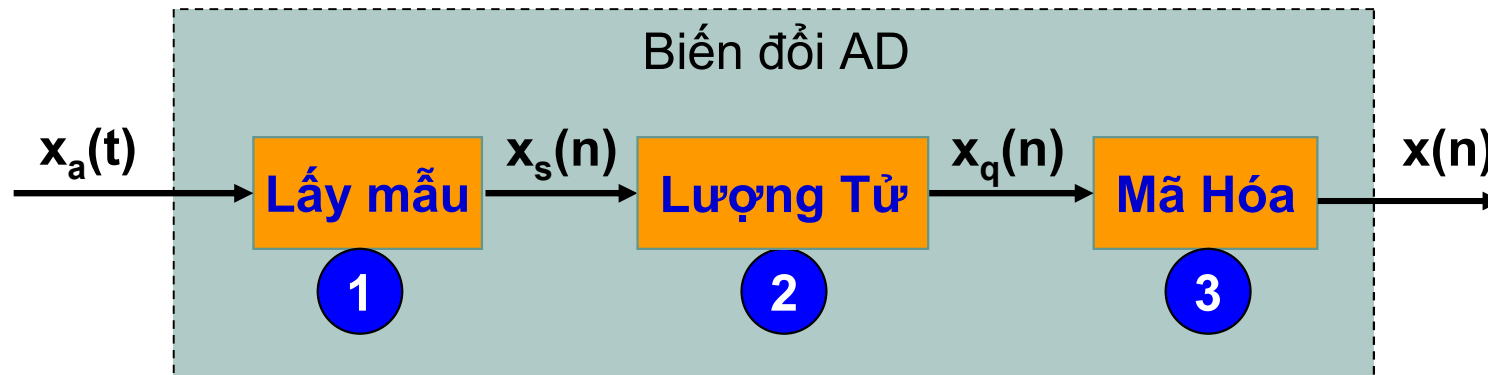 Biến đổi AD
xa(t)
Lấy mẫu
xs(n)
Lượng Tử
xq(n)
Mã Hóa
x(n)
1
2
3